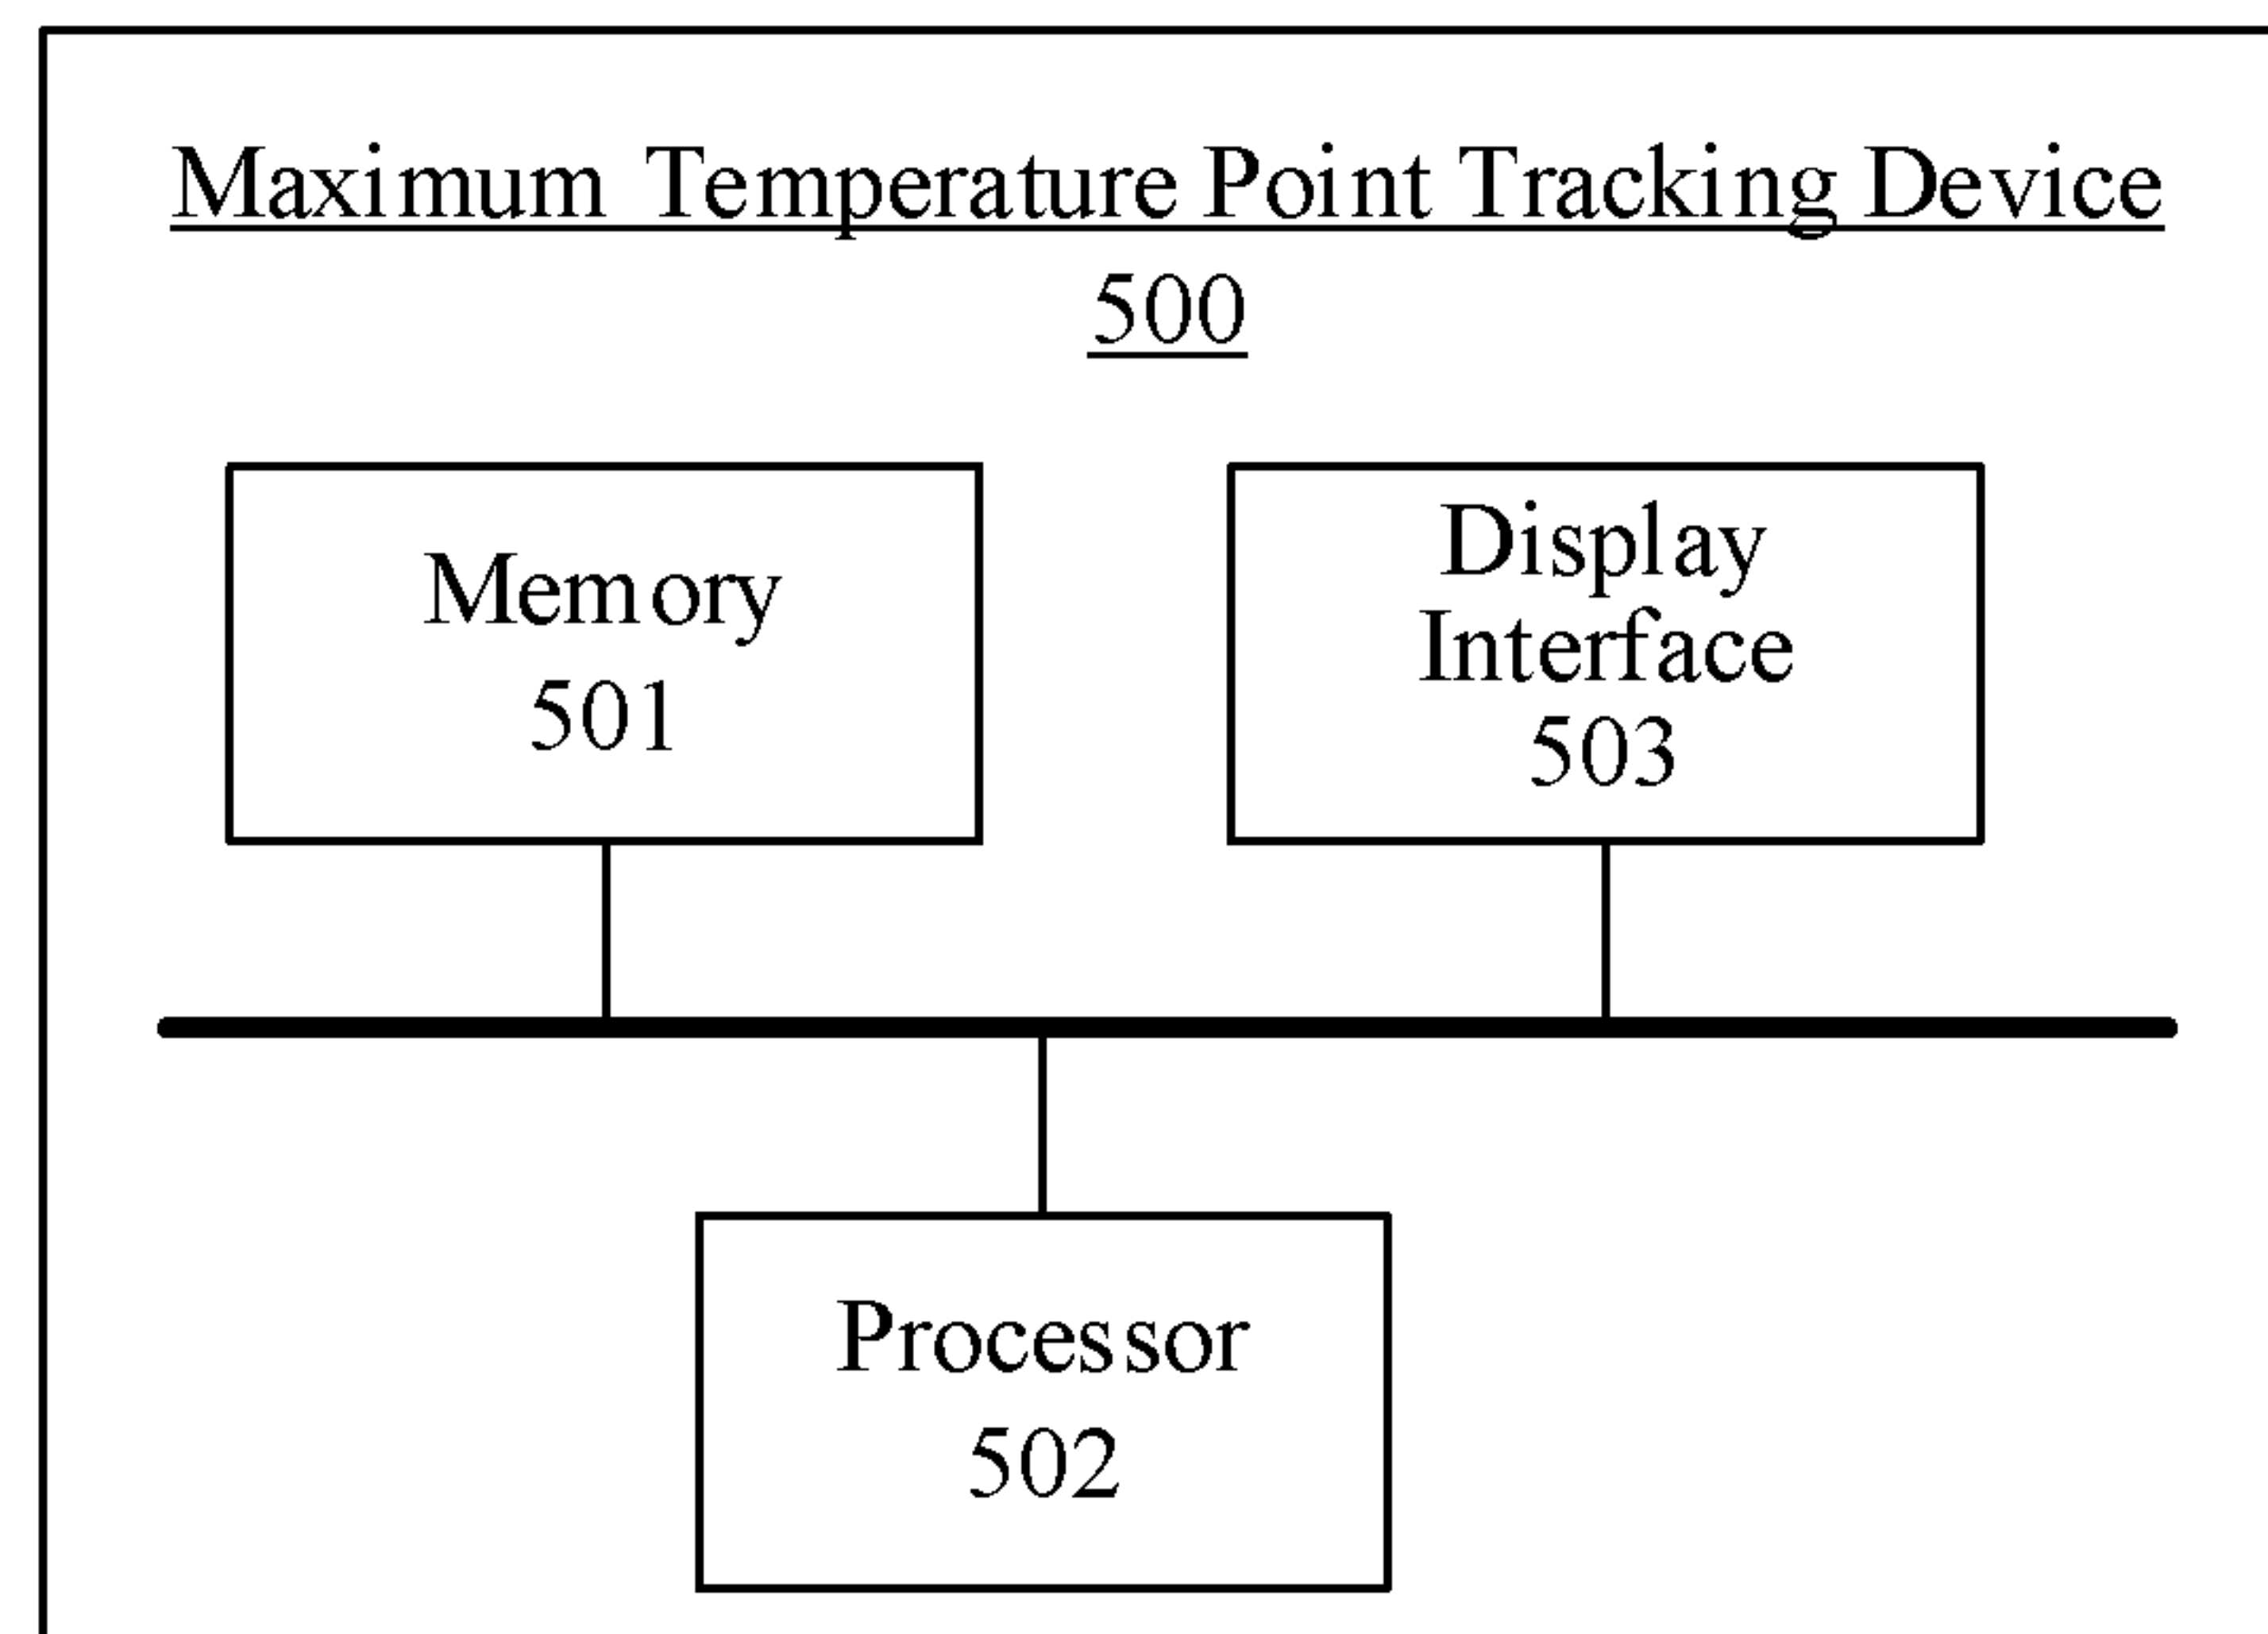 Maximum Temperature Point Tracking Device
500
Memory
501
Display
Interface
503
Processor
502